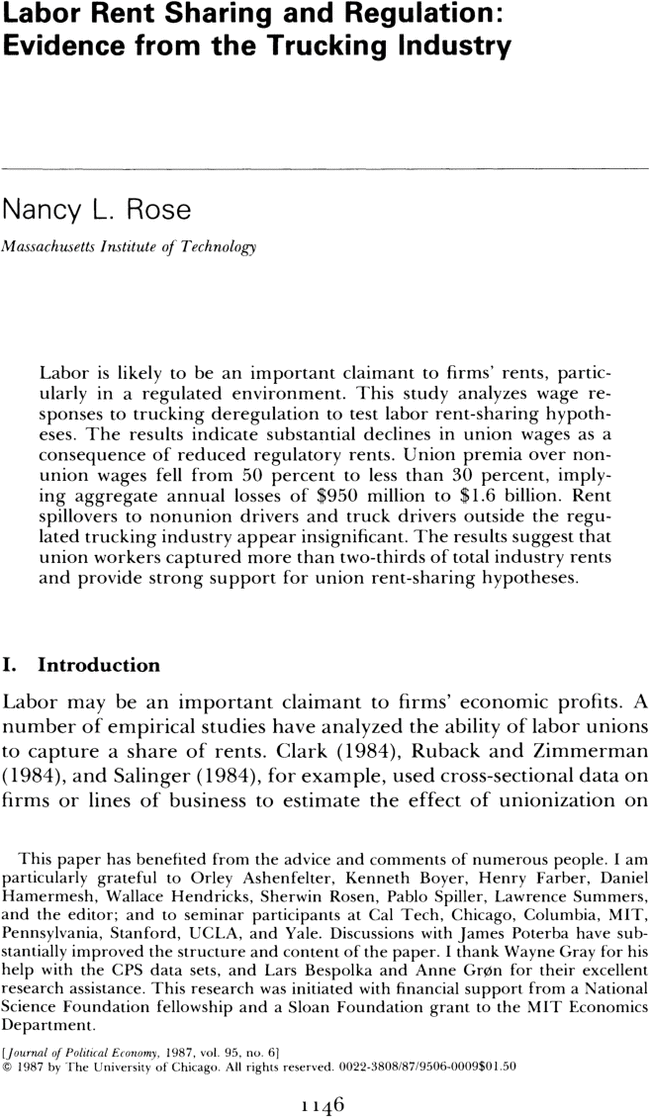 Labor Rent Sharing and Regulation:
Evidence from the Trucking Industry
Nancy L. Rose
Massachusetts Institute of Technology
Labor is likely to be an important claimant to firms' rents, partic-
ularly in a regulated environment. This study analyzes wage re-
sponses to trucking deregulation to test labor rent-sharing hypoth-
eses. The results indicate substantial declines in union wages as a
consequence of reduced regulatory rents. Union premia over non-
union wages fell from 50 percent to less than 30 percent, imply-
ing aggregate annual losses of $950 million to $1.6 billion. Rent
spillovers to nonunion drivers and truck drivers outside the regu-
lated trucking industry appear insignificant. The results suggest that
union workers captured more than two-thirds of total industry rents
and provide strong support for union rent-sharing hypotheses.
I. Introduction
Labor may be an important claimant to firms' economic profits. A
number of empirical studies have analyzed the ability of labor unions
to capture a share of rents. Clark (1984), Ruback and Zimmerman
(1984), and Salinger (1984), for example, used cross-sectional data on
firms or lines of business to estimate the effect of unionization on
This paper has benefited from the advice and comments of numerous people. I am
particularly grateful to Orley Ashenfelter, Kenneth Boyer, Henry Farber, Daniel
Hamermesh, Wallace Hendricks, Sherwin Rosen, Pablo Spiller, Lawrence Summers,
and the editor; and to seminar participants at Cal Tech, Chicago, Columbia, MIT,
Pennsylvania, Stanford, UCLA, and Yale. Discussions with James Poterba have sub-
stantially improved the structure and content of the paper. I thank Wayne Gray for his
help with the CPS data sets, and Lars Bespolka and Anne Grøn for their excellent
research assistance. This research was initiated with financial support from a National
Science Foundation fellowship and a Sloan Foundation grant to the MIT Economics
Department.
[Journal of Political Economy, 1987, vol. 95, no. 6]
© 1987 by The University of Chicago. All rights reserved. 0022-3808/87/9506-0009$01.50
1146